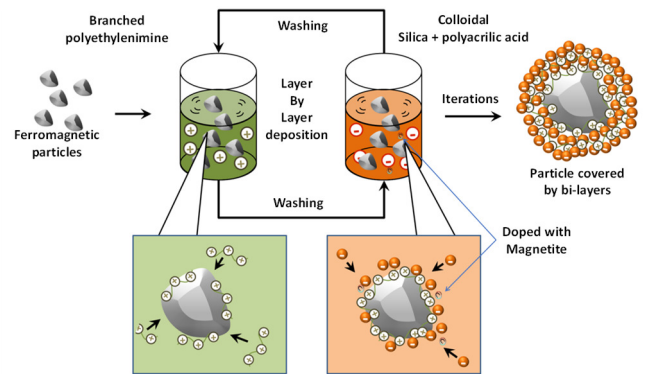 Branched
polyethylenimine
Washing
Colloidal
Silica + polyacrilic acid
Ferromagnetic
particles
Layer
By
Layer
deposition
Iterations
Particle covered
by bi-layers
Washing
Doped with
Magnetite